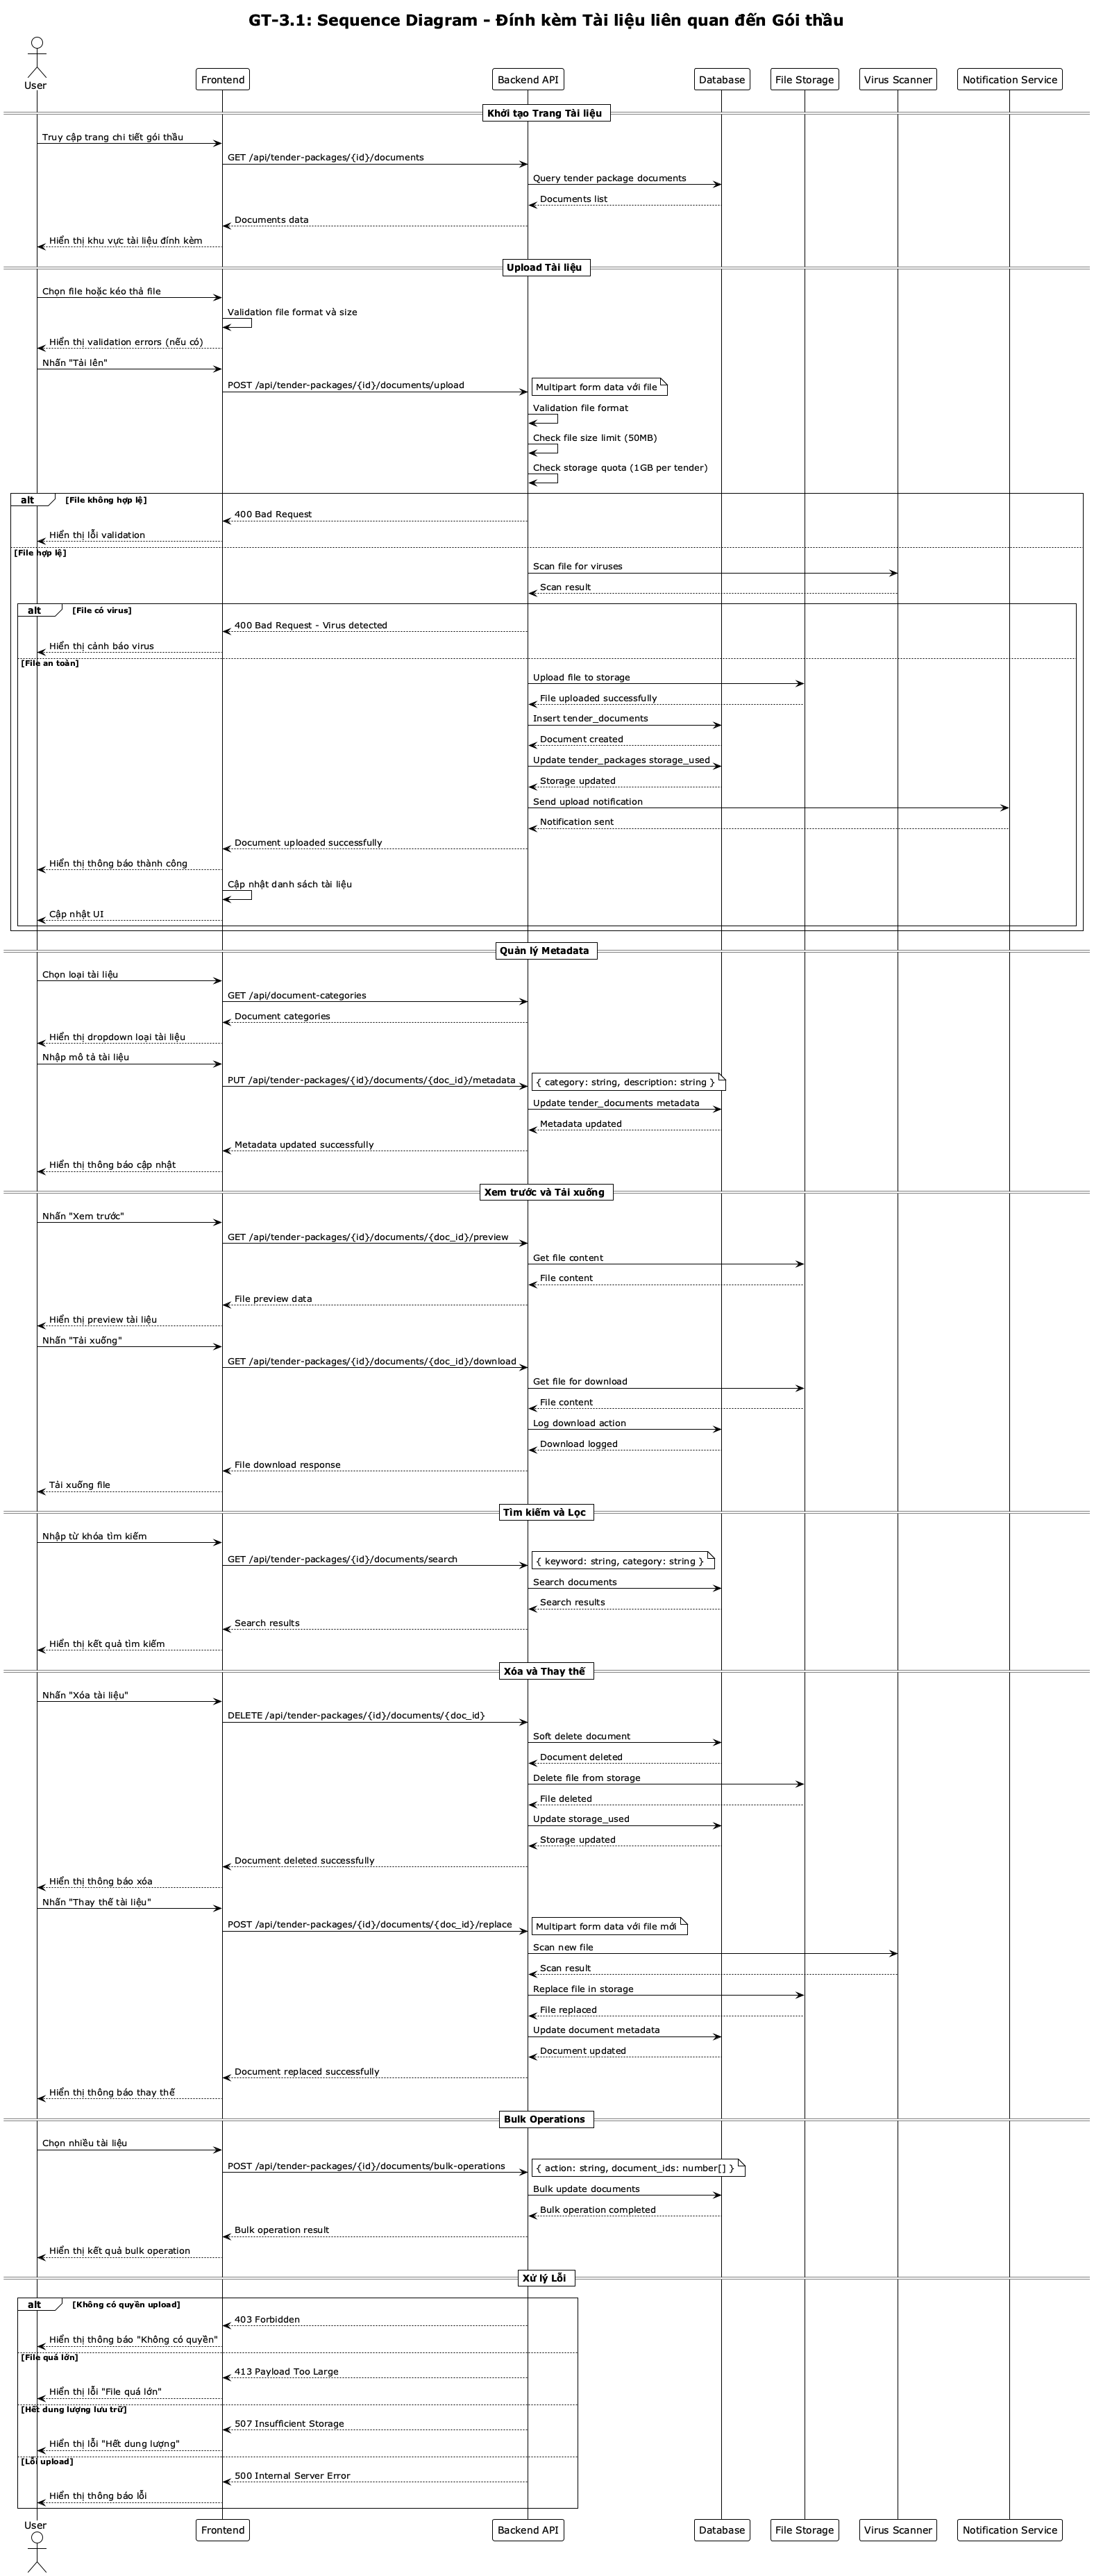 GT-3.1: Sequence Diagram - Đính kèm Tài liệu liên quan đến Gói thầu
User
Frontend
Backend API
Database
File Storage
Virus Scanner
Notification Service
Khởi tạo Trang Tài liệu
Truy cập trang chi tiết gói thầu
GET /api/tender-packages/{id}/documents
Query tender package documents
Documents list
Documents data
Hiển thị khu vực tài liệu đính kèm
Upload Tài liệu
Chọn file hoặc kéo thả file
Validation file format và size
Hiển thị validation errors (nếu có)
Nhấn "Tải lên"
POST /api/tender-packages/{id}/documents/upload
Multipart form data với file
Validation file format
Check file size limit (50MB)
Check storage quota (1GB per tender)
alt
[File không hợp lệ]
400 Bad Request
Hiển thị lỗi validation
[File hợp lệ]
Scan file for viruses
Scan result
alt
[File có virus]
400 Bad Request - Virus detected
Hiển thị cảnh báo virus
[File an toàn]
Upload file to storage
File uploaded successfully
Insert tender_documents
Document created
Update tender_packages storage_used
Storage updated
Send upload notification
Notification sent
Document uploaded successfully
Hiển thị thông báo thành công
Cập nhật danh sách tài liệu
Cập nhật UI
Quản lý Metadata
Chọn loại tài liệu
GET /api/document-categories
Document categories
Hiển thị dropdown loại tài liệu
Nhập mô tả tài liệu
PUT /api/tender-packages/{id}/documents/{doc_id}/metadata
{ category: string, description: string }
Update tender_documents metadata
Metadata updated
Metadata updated successfully
Hiển thị thông báo cập nhật
Xem trước và Tải xuống
Nhấn "Xem trước"
GET /api/tender-packages/{id}/documents/{doc_id}/preview
Get file content
File content
File preview data
Hiển thị preview tài liệu
Nhấn "Tải xuống"
GET /api/tender-packages/{id}/documents/{doc_id}/download
Get file for download
File content
Log download action
Download logged
File download response
Tải xuống file
Tìm kiếm và Lọc
Nhập từ khóa tìm kiếm
GET /api/tender-packages/{id}/documents/search
{ keyword: string, category: string }
Search documents
Search results
Search results
Hiển thị kết quả tìm kiếm
Xóa và Thay thế
Nhấn "Xóa tài liệu"
DELETE /api/tender-packages/{id}/documents/{doc_id}
Soft delete document
Document deleted
Delete file from storage
File deleted
Update storage_used
Storage updated
Document deleted successfully
Hiển thị thông báo xóa
Nhấn "Thay thế tài liệu"
POST /api/tender-packages/{id}/documents/{doc_id}/replace
Multipart form data với file mới
Scan new file
Scan result
Replace file in storage
File replaced
Update document metadata
Document updated
Document replaced successfully
Hiển thị thông báo thay thế
Bulk Operations
Chọn nhiều tài liệu
POST /api/tender-packages/{id}/documents/bulk-operations
{ action: string, document_ids: number[] }
Bulk update documents
Bulk operation completed
Bulk operation result
Hiển thị kết quả bulk operation
Xử lý Lỗi
alt
[Không có quyền upload]
403 Forbidden
Hiển thị thông báo "Không có quyền"
[File quá lớn]
413 Payload Too Large
Hiển thị lỗi "File quá lớn"
[Hết dung lượng lưu trữ]
507 Insufficient Storage
Hiển thị lỗi "Hết dung lượng"
[Lỗi upload]
500 Internal Server Error
Hiển thị thông báo lỗi
User
Frontend
Backend API
Database
File Storage
Virus Scanner
Notification Service